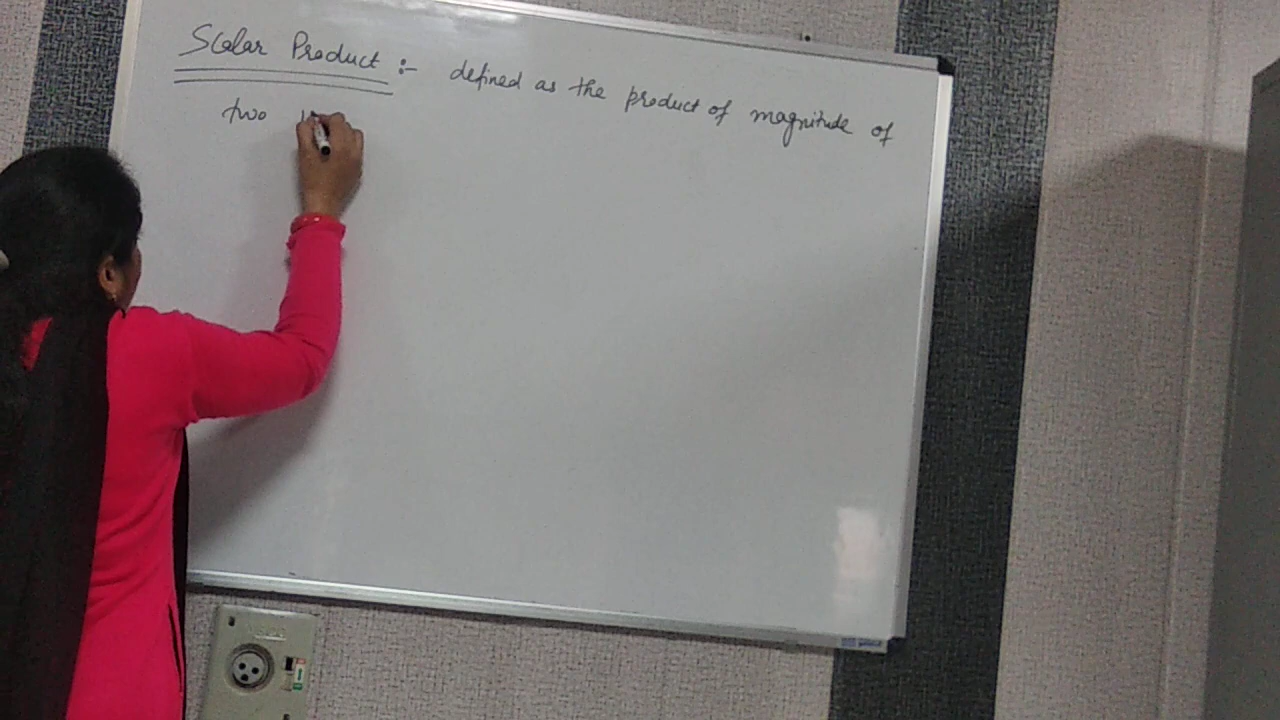 Scalar Product :- defined as the product of magnitude of
two